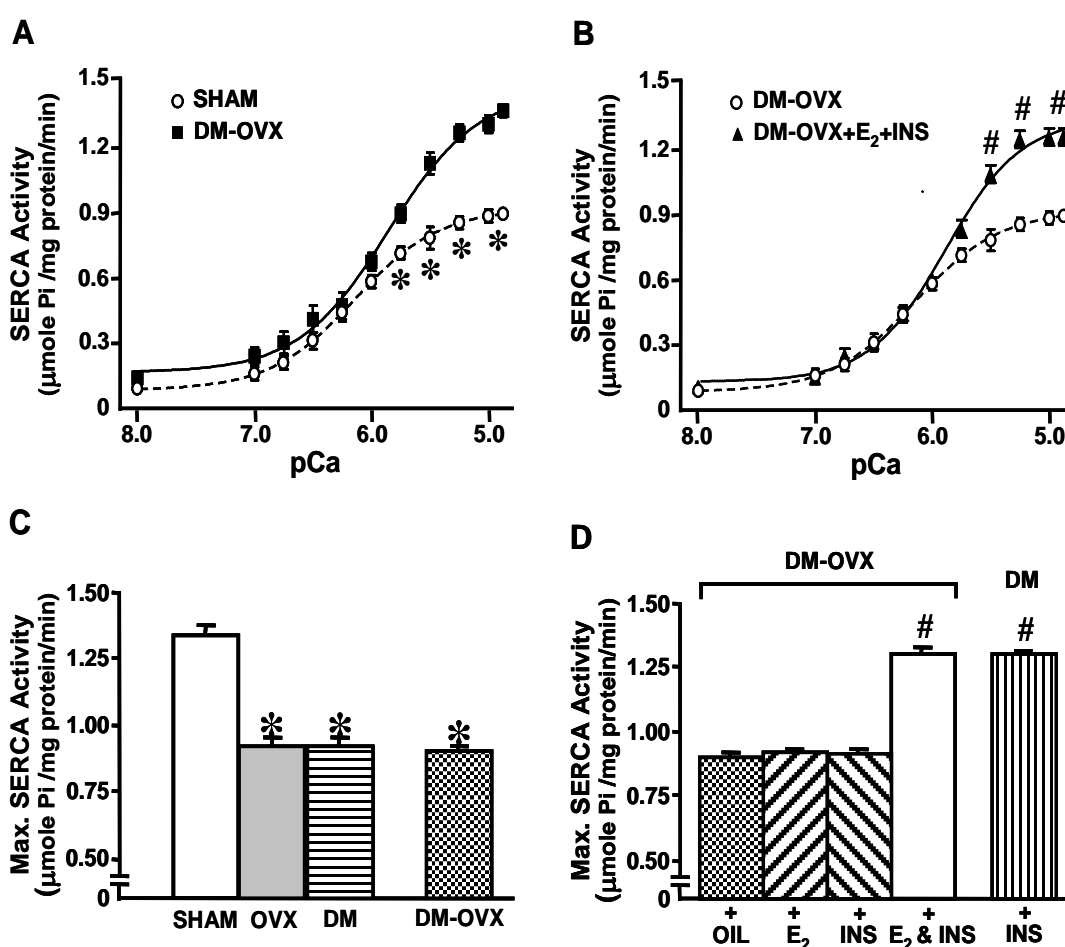 A
SERCA Activity
(µmole Pi /mg protein/min)
1.5
1.2
0.9
0.6
0.3
0
SHAM
DM-OVX
*
*
*
*
8.0
7.0
6.0
5.0
pCa
B
SERCA Activity
(µmole Pi /mg protein/min)
1.5
1.2
0.9
0.6
0.3
0
DM-OVX
DM-OVX+E₂+INS
#
#
#
8.0
7.0
6.0
5.0
pCa
C
Max. SERCA Activity
(µmole Pi /mg protein/min)
1.50
1.25
1.00
0.75
0.50
0
*
*
*
SHAM OVX DM DM-OVX
D
Max. SERCA Activity
(µmole Pi /mg protein/min)
1.50
1.25
1.00
0.75
0.50
0
DM-OVX
DM
#
#
+ + + + +
OIL E₂ INS E₂ & INS INS